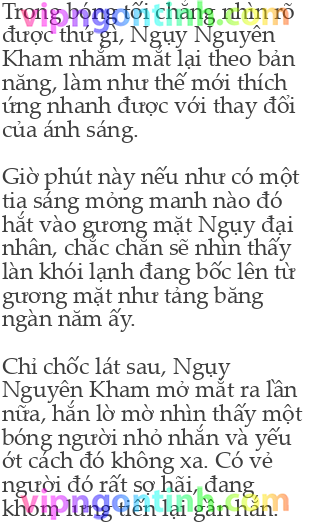 Trong bóng tối chẳng nhìn rõ
được thứ gì, Ngụy Nguyên
Kham nhắm mắt lại theo bản
năng, làm như thế mới thích
ứng nhanh được với thay đổi
của ánh sáng.

Giờ phút này nếu như có một
tia sáng mỏng manh nào đó
hắt vào gương mặt Ngụy đại
nhân, chắc chắn sẽ nhìn thấy
làn khói lạnh đang bốc lên từ
gương mặt như tảng băng
ngàn năm ấy.

Chỉ chốc lát sau, Ngụy
Nguyên Kham mở mắt ra lần
nữa, hắn lờ mờ nhìn thấy một
bóng người nhỏ nhắn và yếu
ớt cách đó không xa. Có vẻ
người đó rất sợ hãi, đang
khom lưng tiến lại gần hắn.
vipngontinh.com
vipngontinh.com